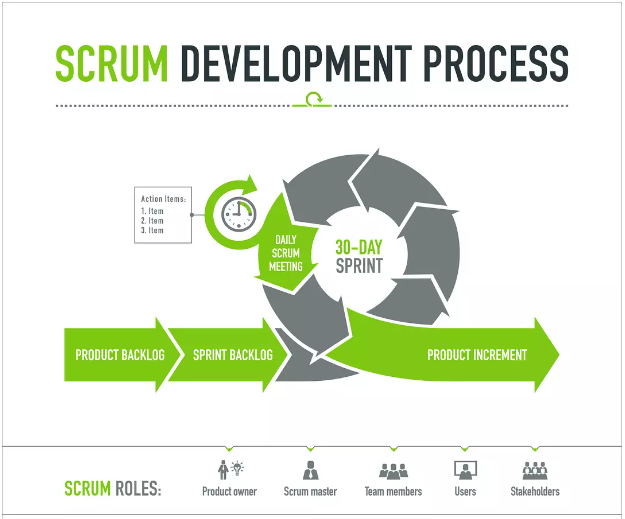 SCRUM DEVELOPMENT PROCESS
Action Items:
1. Item
2. Item
3. Item
DAILY
SCRUM
MEETING
30-DAY
SPRINT
PRODUCT BACKLOG
SPRINT BACKLOG
PRODUCT INCREMENT
SCRUM ROLES:
Product owner
Scrum master
Team members
Users
Stakeholders